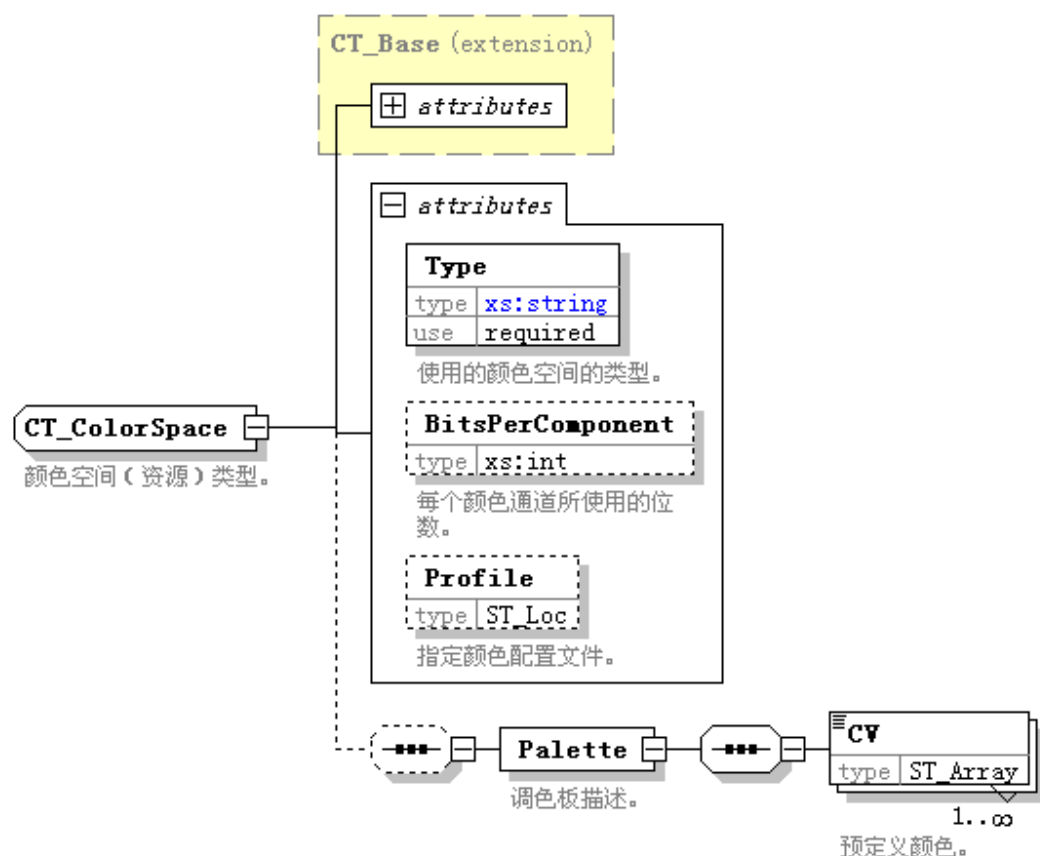 CT_Base (extension)
attributes
attributes
Type
type xs:string
use required
使用的颜色空间的类型。
CT_ColorSpace
颜色空间（资源）类型。
BitsPerComponent
type xs:int
每个颜色通道所使用的位
数。
Profile
type ST_Loc
指定颜色配置文件。
Palette
调色板描述。
CV
type ST_Array
1..∞
预定义颜色。